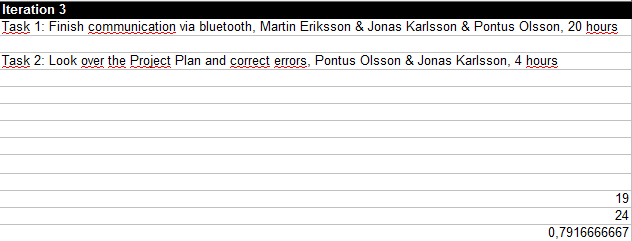 Iteration 3
Task 1: Finish communication via bluetooth, Martin Eriksson & Jonas Karlsson & Pontus Olsson, 20 hours
Task 2: Look over the Project Plan and correct errors, Pontus Olsson & Jonas Karlsson, 4 hours
19
24
0,7916666667